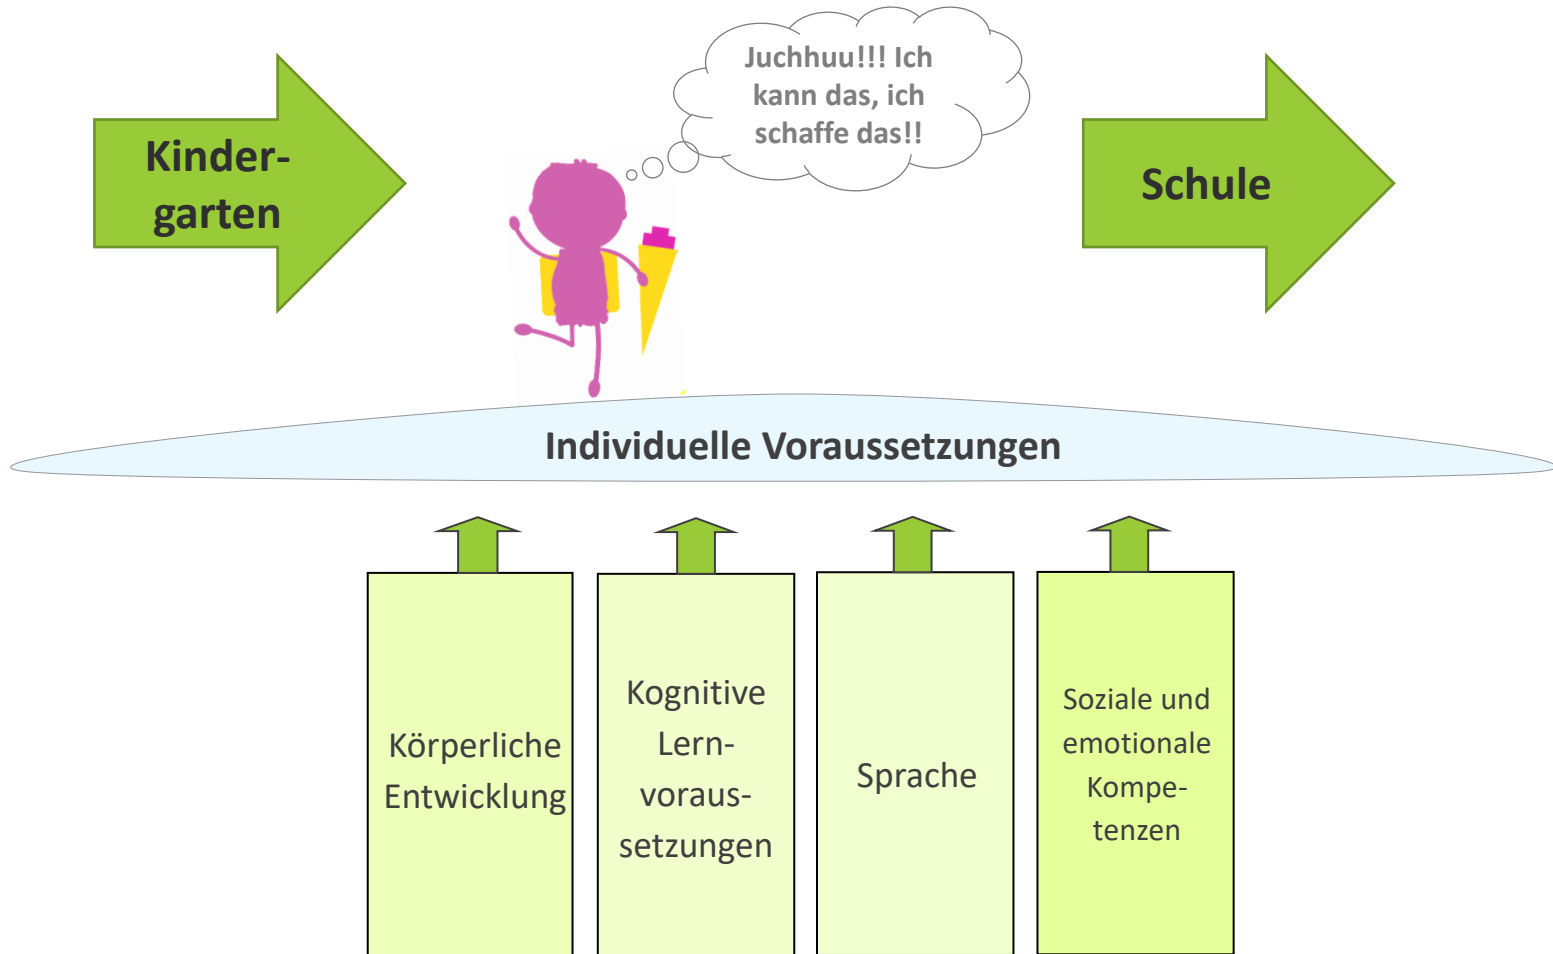 Juchhuu!!! Ich
kann das, ich
schaffe das!!
Kinder-
garten
Schule
Individuelle Voraussetzungen
Körperliche
Entwicklung
Kognitive
Lern-
voraus-
setzungen
Sprache
Soziale und
emotionale
Kompe-
tenzen